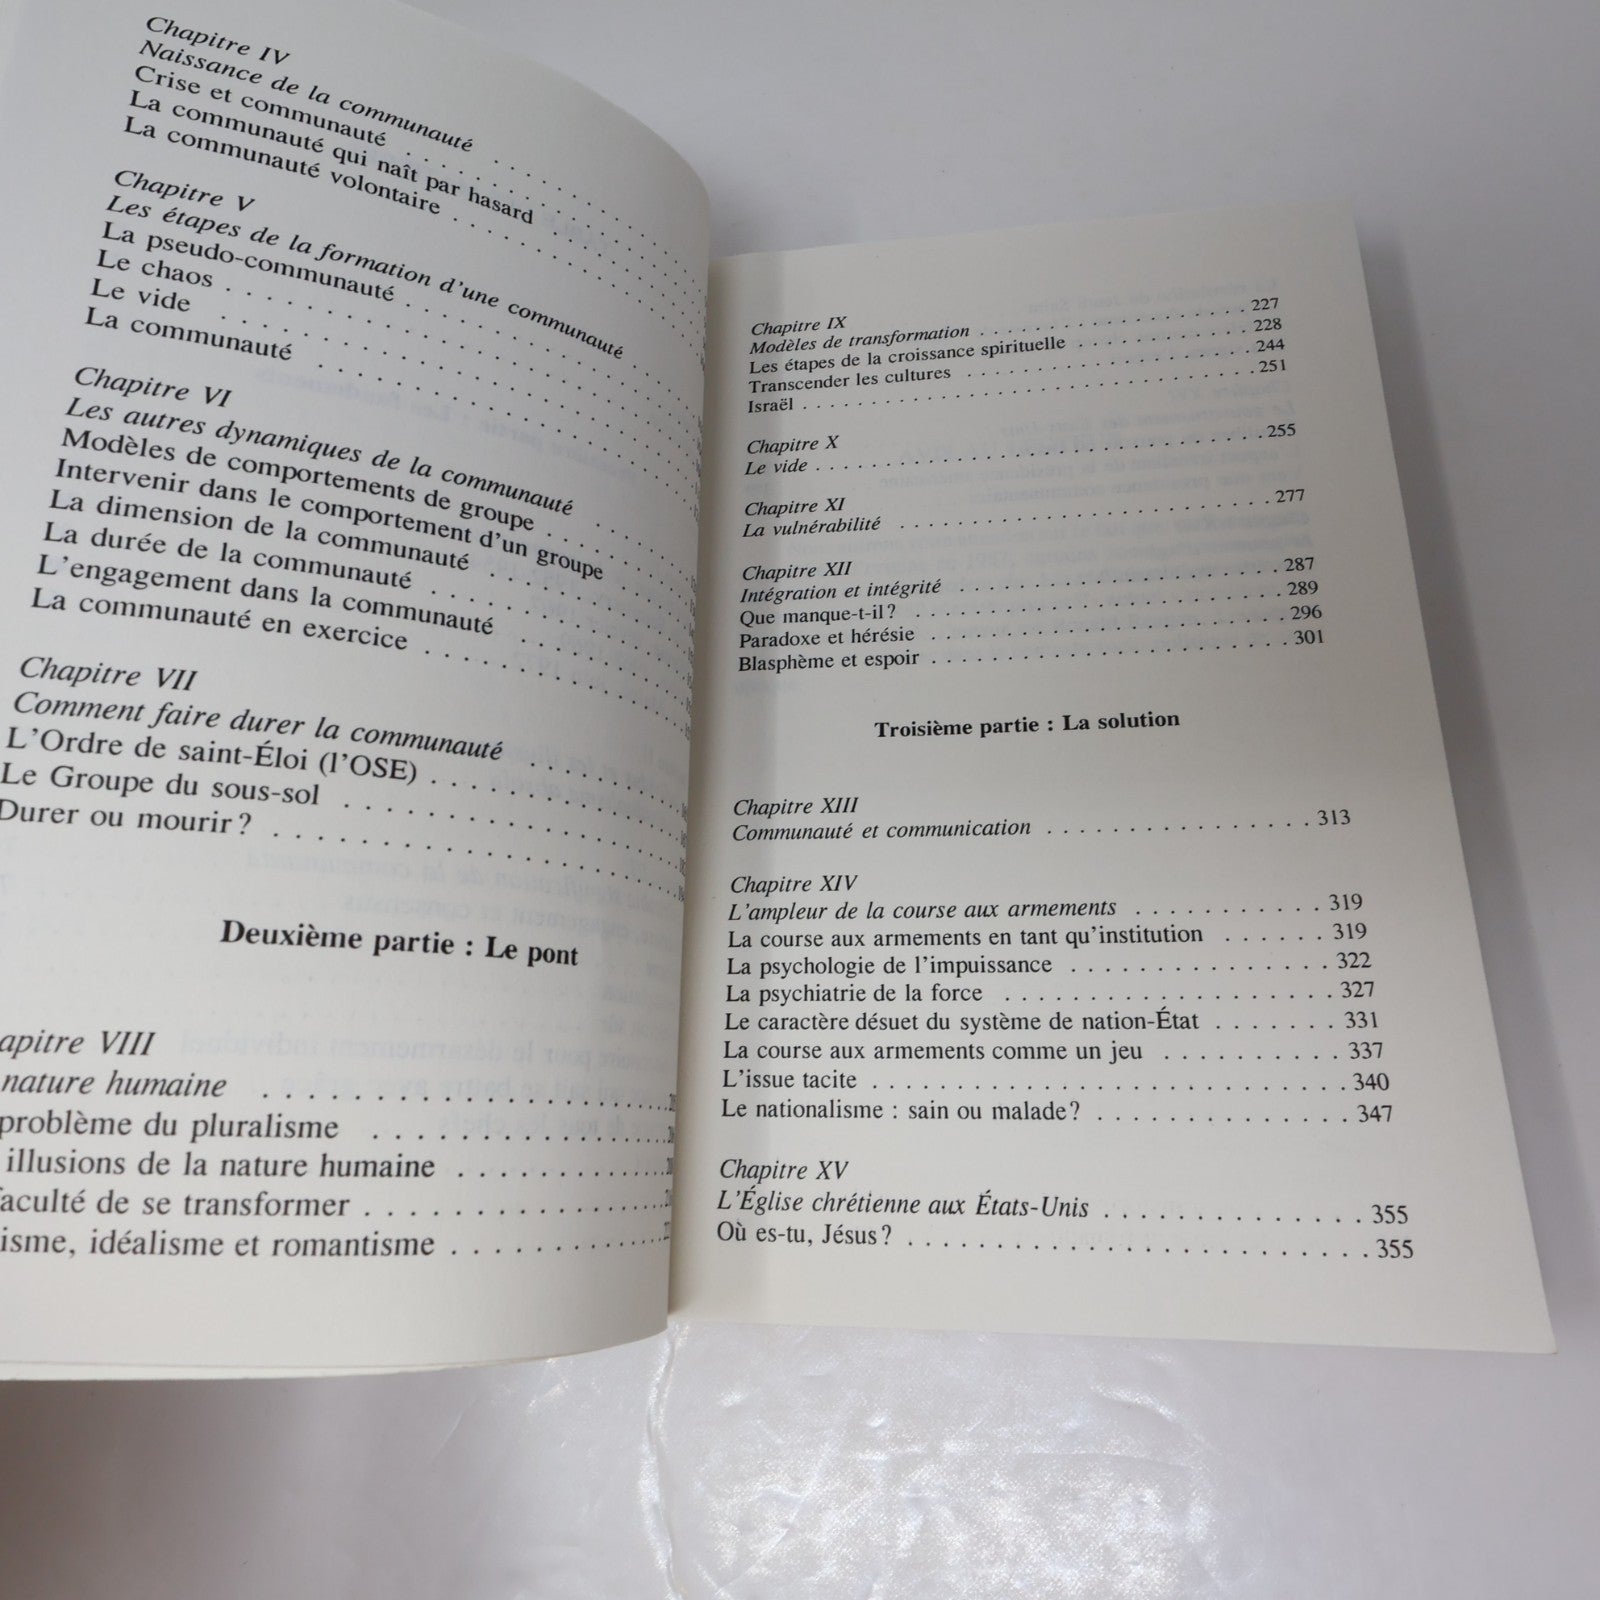 Chapitre IV
Naissance de la communauté . . . . . . . . .
Crise et communauté . . . . . . . . . . . .
La communauté qui naît par hasard . . . . . . . .
La communauté volontaire . . . . . . . . . . .
Chapitre V
Les étapes de la formation d'une communauté
La pseudo-communauté . . . . . . . . . . . .
Le chaos . . . . . . . . . . . . . . . . .
Le vide . . . . . . . . . . . . . . . . .
La communauté . . . . . . . . . . . . . . .
Chapitre VI
Les autres dynamiques de la communauté . . . . .
Modèles de comportements de groupe . . . . . . .
Intervenir dans le comportement d'un groupe . . . .
La dimension de la communauté . . . . . . . . .
La durée de la communauté . . . . . . . . . . .
L'engagement dans la communauté . . . . . . . .
La communauté en exercice . . . . . . . . . . .
Chapitre VII
Comment faire durer la communauté . . . . . . .
L'Ordre de saint-Éloi (l'OSE) . . . . . . . . . .
Le Groupe du sous-sol . . . . . . . . . . . . .
Durer ou mourir ? . . . . . . . . . . . . . . .
Deuxième partie : Le pont
apitre VIII
nature humaine . . . . . . . . . . . . . . .
problème du pluralisme . . . . . . . . . . . .
illusions de la nature humaine . . . . . . . . .
faculté de se transformer . . . . . . . . . . . .
isme, idéalisme et romantisme . . . . . . . . .
Chapitre IX
Modèles de transformation . . . . . . . . . . . 227
Les étapes de la croissance spirituelle . . . . . . . . 228
Transcender les cultures . . . . . . . . . . . . 244
Israël . . . . . . . . . . . . . . . . . . . 251
Chapitre X
Le vide . . . . . . . . . . . . . . . . . . 255
Chapitre XI
La vulnérabilité . . . . . . . . . . . . . . . 277
Chapitre XII
Intégration et intégrité . . . . . . . . . . . . . 287
Que manque-t-il ? . . . . . . . . . . . . . . 289
Paradoxe et hérésie . . . . . . . . . . . . . . 296
Blasphème et espoir . . . . . . . . . . . . . . 301
Troisième partie : La solution
Chapitre XIII
Communauté et communication . . . . . . . . . . 313
Chapitre XIV
L'ampleur de la course aux armements . . . . . . . . 319
La course aux armements en tant qu'institution . . . . . . 319
La psychologie de l'impuissance . . . . . . . . . . . 322
La psychiatrie de la force . . . . . . . . . . . . . 327
Le caractère désuet du système de nation-État . . . . . . 331
La course aux armements comme un jeu . . . . . . . . 337
L'issue tacite . . . . . . . . . . . . . . . . . 340
Le nationalisme : sain ou malade ? . . . . . . . . . . 347
Chapitre XV
L'Église chrétienne aux États-Unis . . . . . . . . . . 355
Où es-tu, Jésus ? . . . . . . . . . . . . . . . . 355